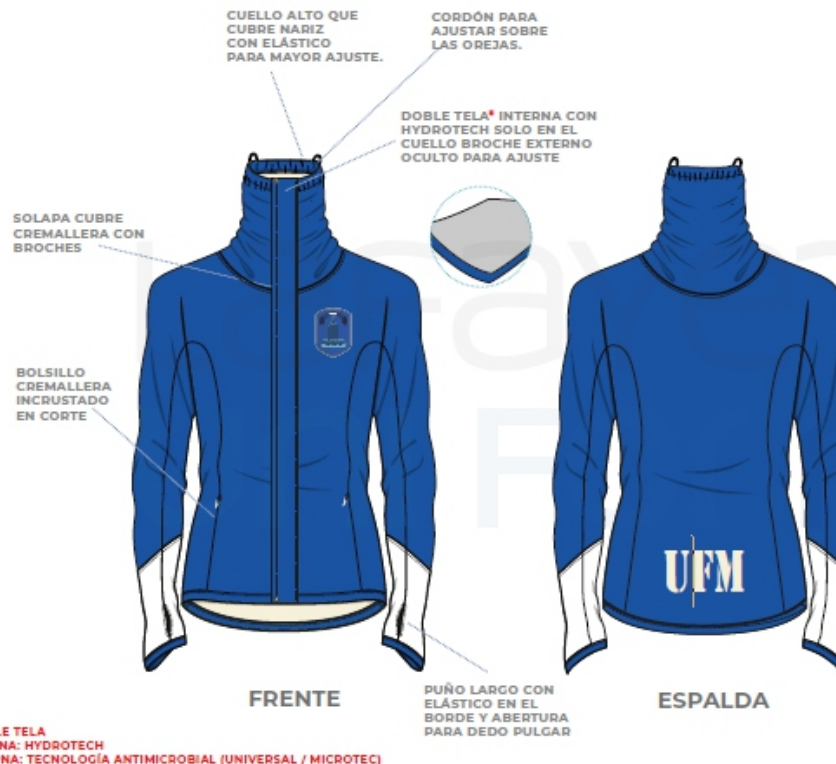 CUELLO ALTO QUE
CUBRE NARIZ
CON ELÁSTICO
PARA MAYOR AJUSTE.
CORDÓN PARA
AJUSTAR SOBRE
LAS OREJAS.
DOBLE TELA* INTERNA CON
HYDROTECH SOLO EN EL
CUELLO BROCHE EXTERNO
OCULTO PARA AJUSTE
SOLAPA CUBRE
CREMALLERA CON
BROCHES
BOLSILLO
CREMALLERA
INCRUSTADO
EN CORTE
UFM
FRENTE
PUÑO LARGO CON
ELÁSTICO EN EL
BORDE Y ABERTURA
PARA DEDO PULGAR
ESPALDA
LE TELA
NA: HYDROTECH
NA: TECNOLOGÍA ANTIMICROBIAL (UNIVERSAL / MICROTEC)